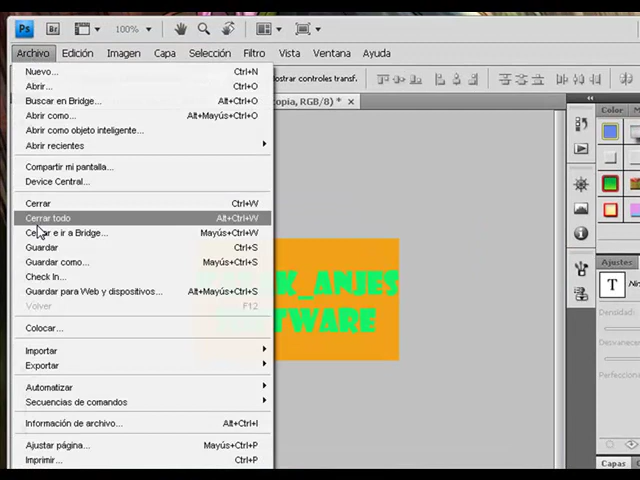 Ps Br 100%
Archivo Edición Imagen Capa Selección Filtro Vista Ventana Ayuda
Nuevo... Ctrl+N
Abrir... Ctrl+O
ostrar controles transf.
Buscar en Bridge... Alt+Ctrl+O
opia, RGB/8) * ×
Abrir como... Alt+Mayús+Ctrl+O
Color
Abrir como objeto inteligente...
Abrir recientes
Compartir mi pantalla...
Device Central...
Cerrar Ctrl+W
Cerrar todo Alt+Ctrl+W
Cerrar e ir a Bridge... Mayús+Ctrl+W
Guardar Ctrl+S
Guardar como... Mayús+Ctrl+S
Check In...
Guardar para Web y dispositivos... Alt+Mayús+Ctrl+S
Volver F12
Colocar...
Importar
Exportar
Automatizar
Secuencias de comandos
Información de archivo... Alt+Ctrl+I
Ajustar página... Mayús+Ctrl+P
Imprimir... Ctrl+P
K_ANJES
TWARE
Ajustes
T
Densidad:
Desvanecer
Perfeccion
Capas